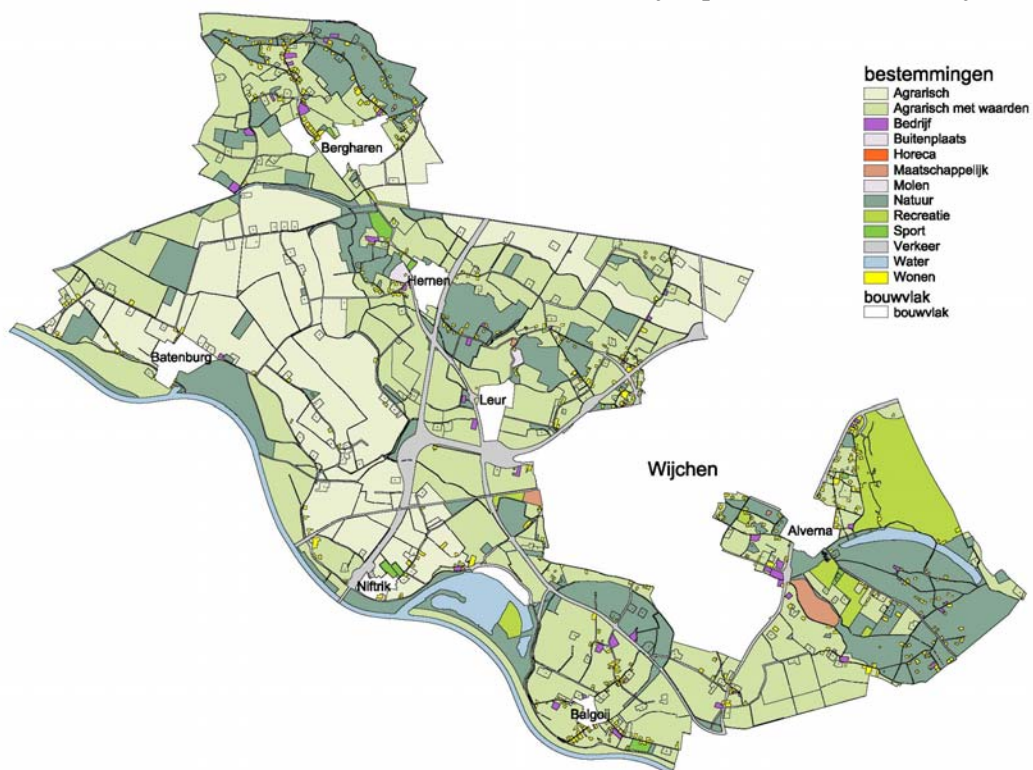 bestemmingen
Agrarisch
Agrarisch met waarden
Bedrijf
Buitenplaats
Horeca
Maatschappelijk
Molen
Natuur
Recreatie
Sport
Verkeer
Water
Wonen
bouwvlak
bouwvlak
Bergharen
Hernen
Batenburg
Leur
Wijchen
Alverna
Niftrik
Balgoij